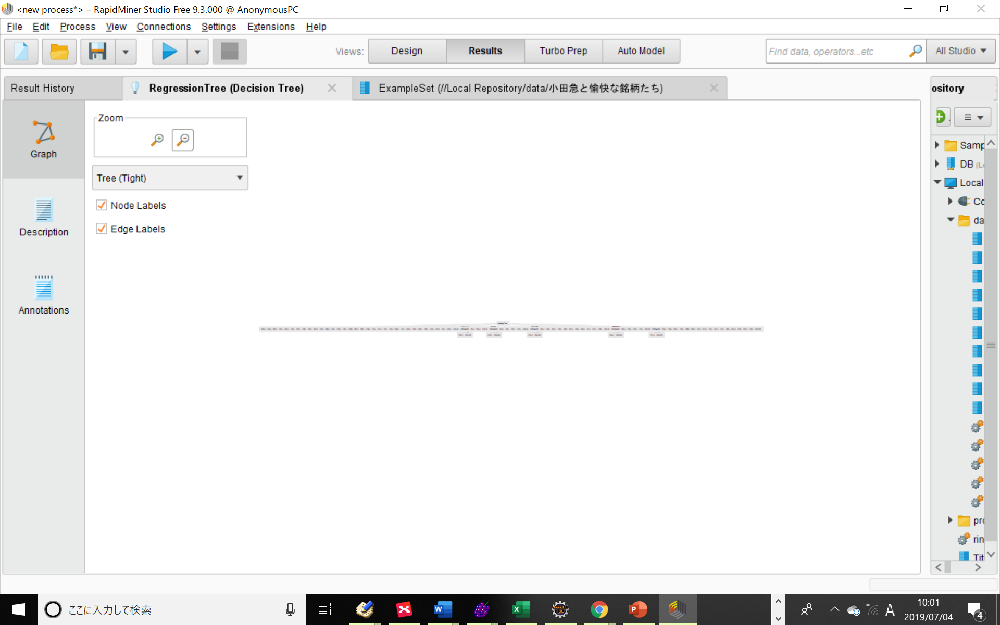 <new process*> – RapidMiner Studio Free 9.3.000 @ AnonymousPC
File Edit Process View Connections Settings Extensions Help
Views: Design Results Turbo Prep Auto Model
Find data, operators...etc
All Studio
Result History
RegressionTree (Decision Tree)
ExampleSet (//Local Repository/data/小田急と愉快な銘柄たち)
ository
Graph
Zoom
Tree (Tight)
Node Labels
Edge Labels
Description
Annotations
Samp
DB (Le
Local
Co
da
pro
rin
Tit
ここに入力して検索
A
10:01
2019/07/04
4